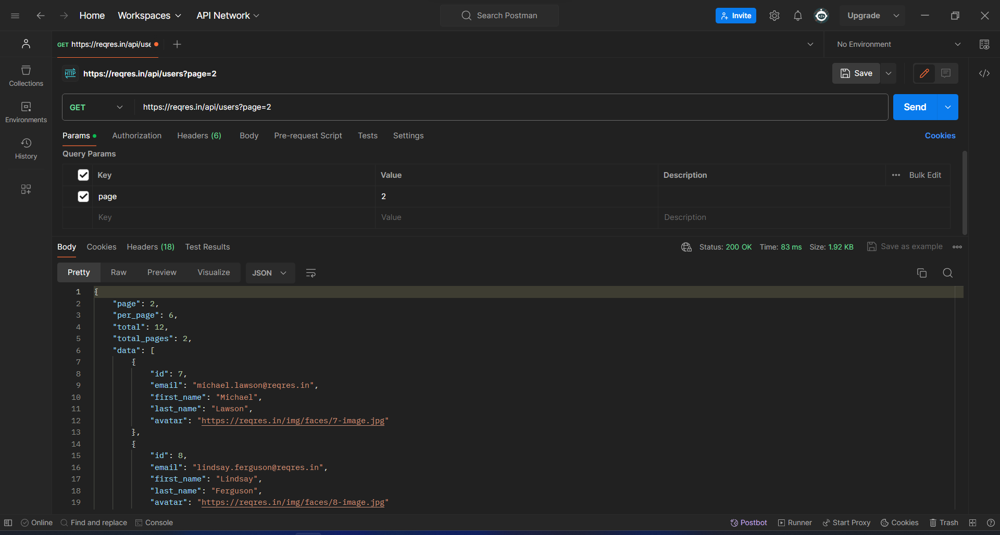 Home Workspaces API Network Search Postman Invite Upgrade
GET https://reqres.in/api/use No Environment
HTTP https://reqres.in/api/users?page=2 Save
Collections
Environments
History
GET https://reqres.in/api/users?page=2 Send
Params Authorization Headers (6) Body Pre-request Script Tests Settings Cookies
Query Params
Key Value Description Bulk Edit
page 2
Key Value Description
Body Cookies Headers (18) Test Results Status: 200 OK Time: 83 ms Size: 1.92 KB Save as example
Pretty Raw Preview Visualize JSON
1 {
2 "page": 2,
3 "per_page": 6,
4 "total": 12,
5 "total_pages": 2,
6 "data": [
7 {
8 "id": 7,
9 "email": "michael.lawson@reqres.in",
10 "first_name": "Michael",
11 "last_name": "Lawson",
12 "avatar": "https://reqres.in/img/faces/7-image.jpg"
13 },
14 {
15 "id": 8,
16 "email": "lindsay.ferguson@reqres.in",
17 "first_name": "Lindsay",
18 "last_name": "Ferguson",
19 "avatar": "https://reqres.in/img/faces/8-image.jpg"
Online Find and replace Console Postbot Runner Start Proxy Cookies Trash